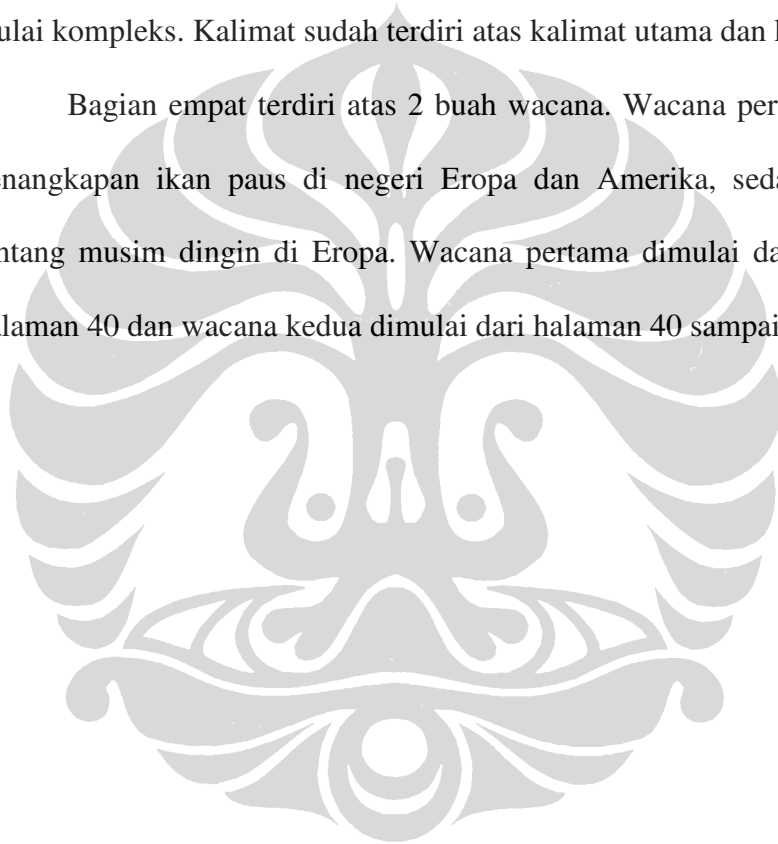 ulai kompleks. Kalimat sudah terdiri atas kalimat utama dan
Bagian empat terdiri atas 2 buah wacana. Wacana per
enangkapan ikan paus di negeri Eropa dan Amerika, seda
ntang musim dingin di Eropa. Wacana pertama dimulai da
alaman 40 dan wacana kedua dimulai dari halaman 40 sampai